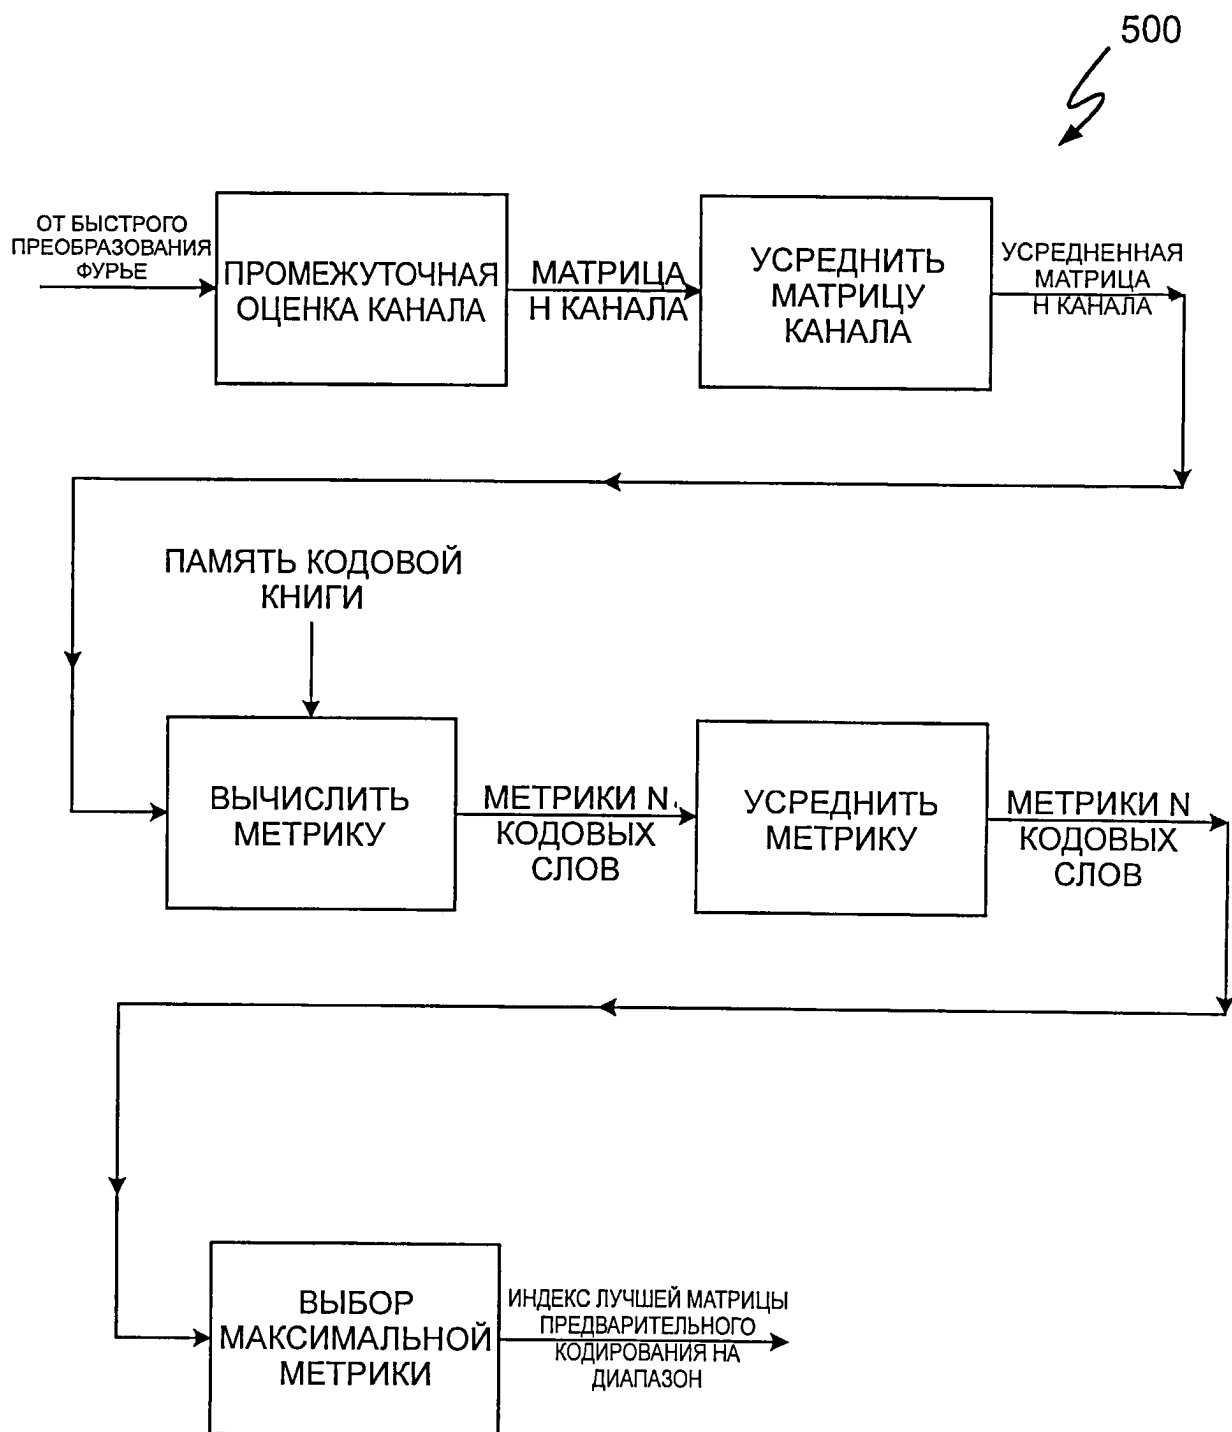 500
ОТ БЫСТРОГО
ПРЕОБРАЗОВАНИЯ
ФУРЬЕ
ПРОМЕЖУТОЧНАЯ
ОЦЕНКА КАНАЛА
МАТРИЦА
Н КАНАЛА
УСРЕДНИТЬ
МАТРИЦУ
КАНАЛА
УСРЕДНЕННАЯ
МАТРИЦА
Н КАНАЛА
ПАМЯТЬ КОДОВОЙ
КНИГИ
ВЫЧИСЛИТЬ
МЕТРИКУ
МЕТРИКИ N
КОДОВЫХ
СЛОВ
УСРЕДНИТЬ
МЕТРИКУ
МЕТРИКИ N
КОДОВЫХ
СЛОВ
ВЫБОР
МАКСИМАЛЬНОЙ
МЕТРИКИ
ИНДЕКС ЛУЧШЕЙ МАТРИЦЫ
ПРЕДВАРИТЕЛЬНОГО
КОДИРОВАНИЯ НА
ДИАПАЗОН